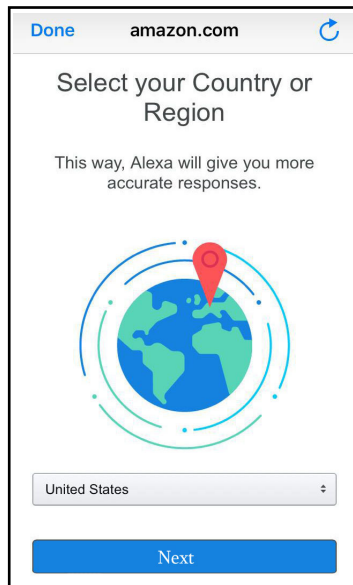 Done amazon.com
Select your Country or
Region
This way, Alexa will give you more
accurate responses.
United States
Next